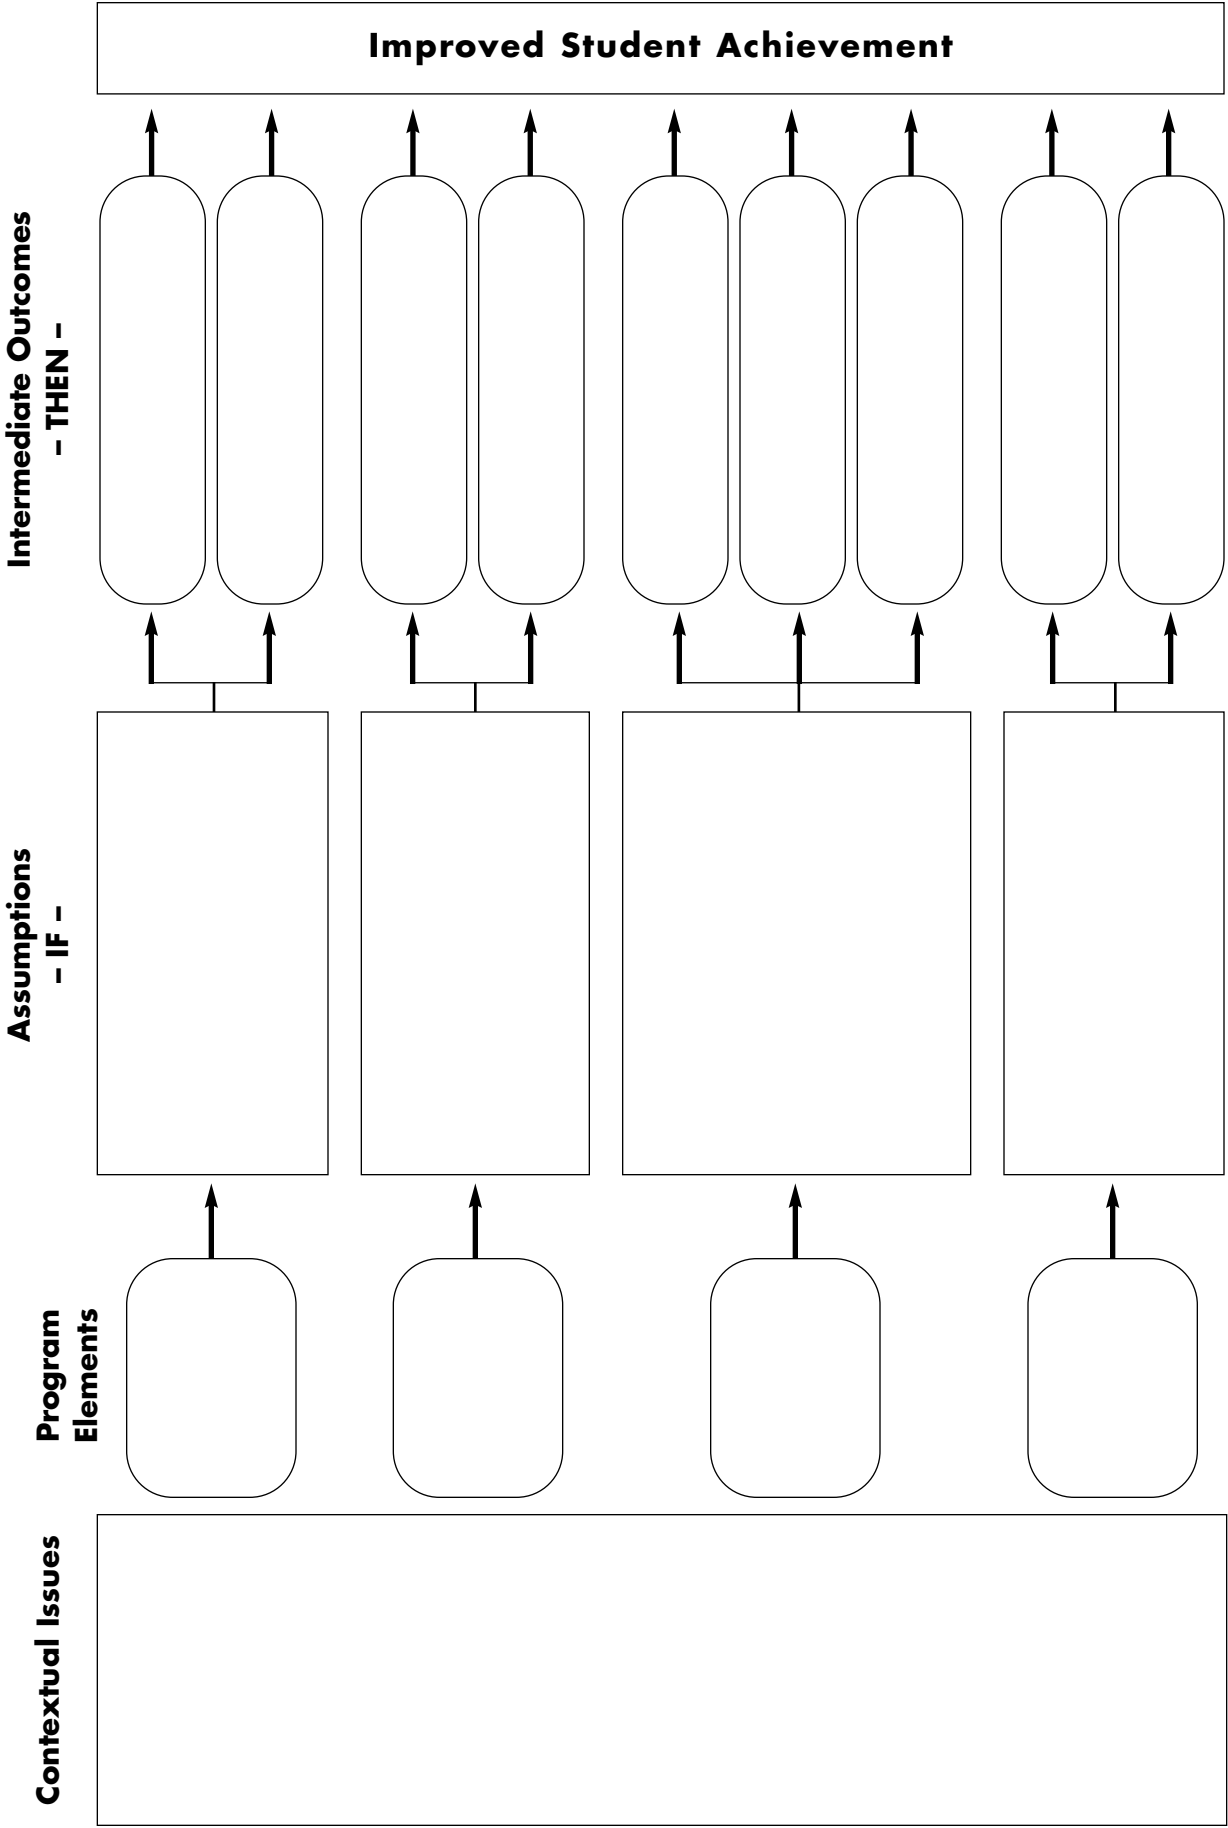 Improved Student Achievement
Intermediate Outcomes
– THEN –
Assumptions
– IF –
Program
Elements
Contextual Issues